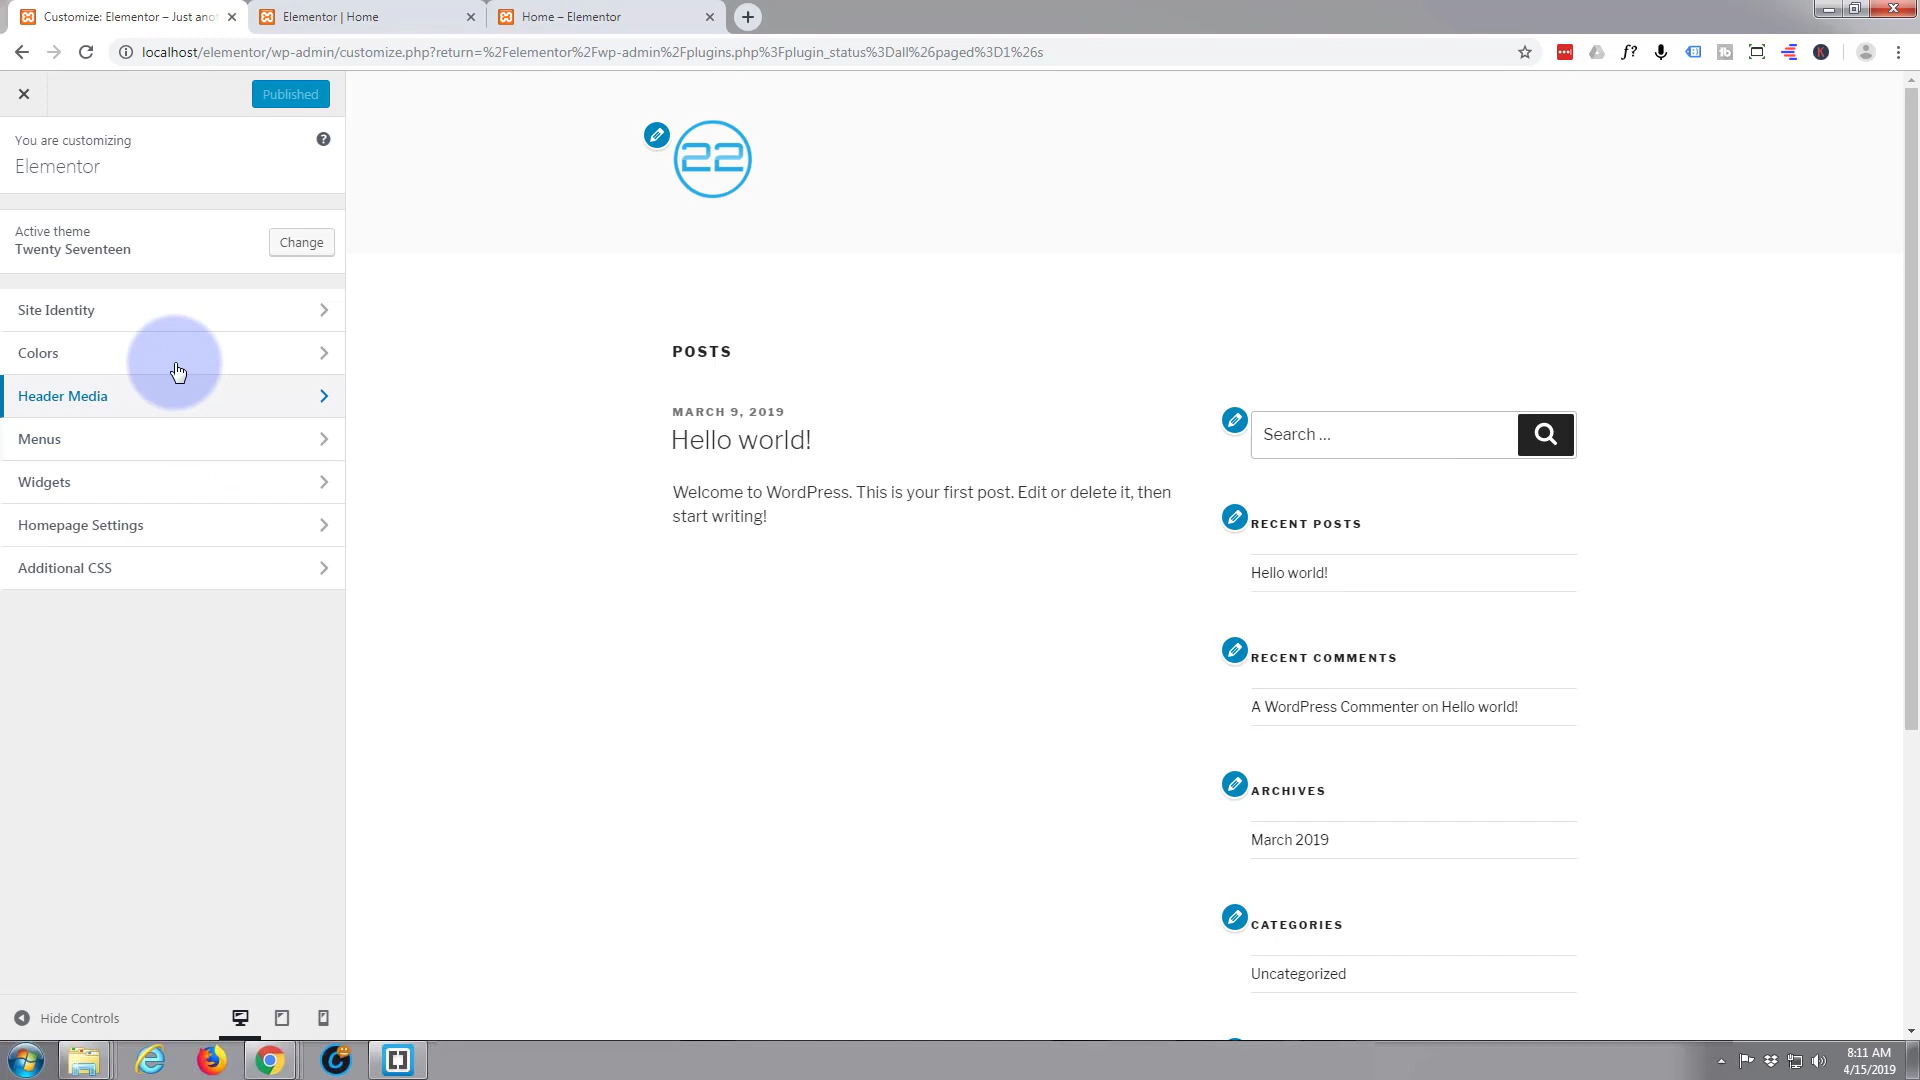 Customize: Elementor – Just ano
Elementor | Home
Home – Elementor
localhost/elementor/wp-admin/customize.php?return=%2Felementor%2Fwp-admin%2Fplugins.php%3Fplugin_status%3Dall%26paged%3D1%26s
f?
tb
K
Published
You are customizing
Elementor
Active theme
Twenty Seventeen
Change
Site Identity
Colors
Header Media
Menus
Widgets
Homepage Settings
Additional CSS
Hide Controls
22
POSTS
MARCH 9, 2019
Hello world!
Welcome to WordPress. This is your first post. Edit or delete it, then
start writing!
Search …
RECENT POSTS
Hello world!
RECENT COMMENTS
A WordPress Commenter on Hello world!
ARCHIVES
March 2019
CATEGORIES
Uncategorized
8:11 AM
4/15/2019